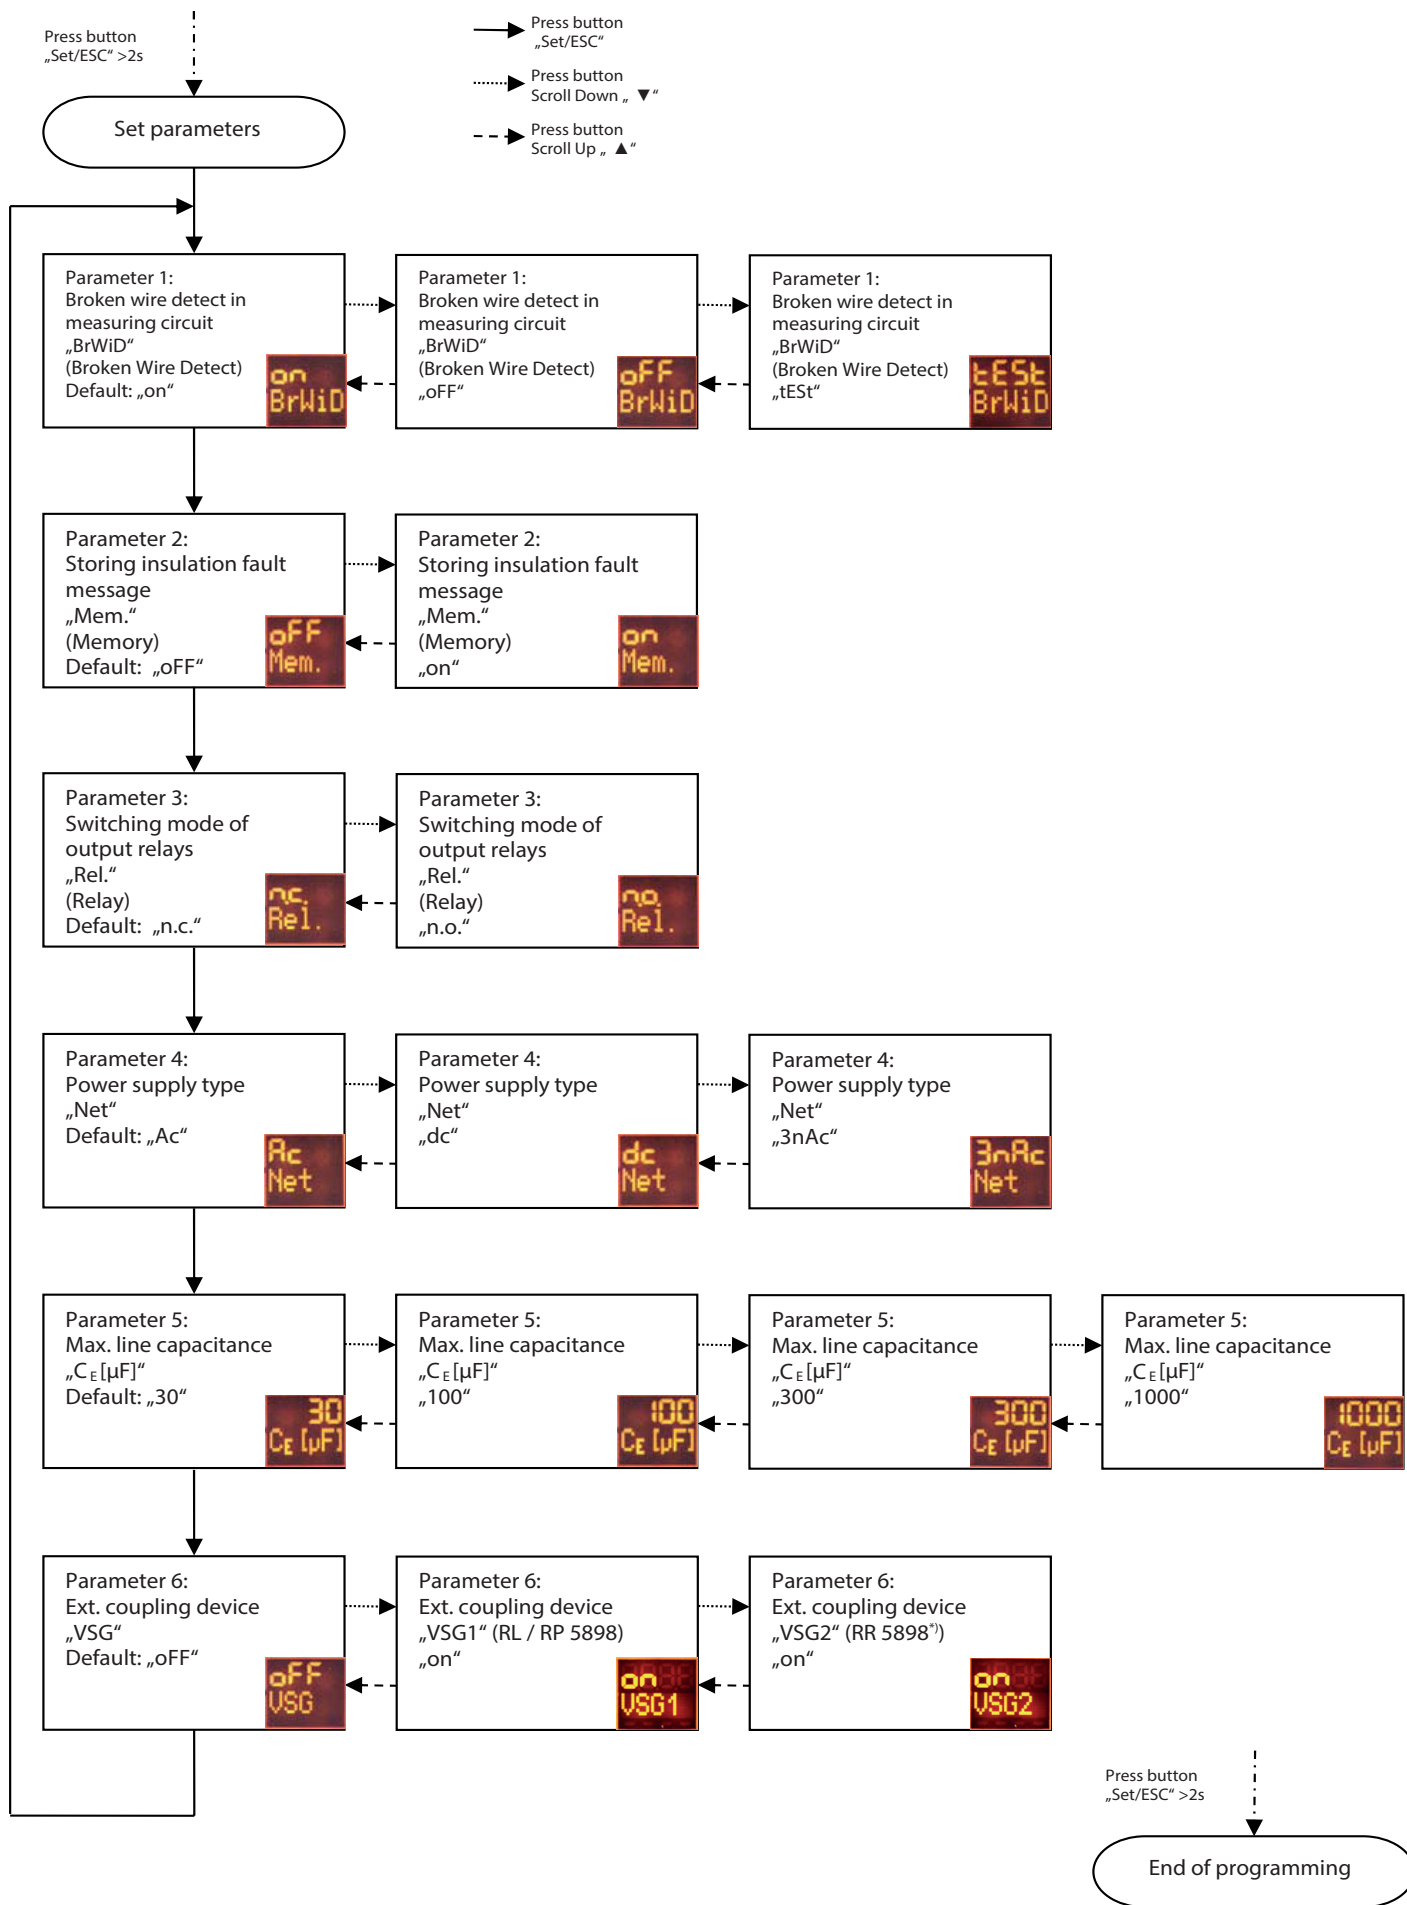 Press button
„Set/ESC“ >2s
Press button
„Set/ESC“
Press button
Scroll Down „ ▼“
Press button
Scroll Up „ ▲“
Set parameters
Parameter 1:
Broken wire detect in
measuring circuit
„BrWiD“
(Broken Wire Detect)
Default: „on“
on
BrWiD
Parameter 1:
Broken wire detect in
measuring circuit
„BrWiD“
(Broken Wire Detect)
„oFF“
oFF
BrWiD
Parameter 1:
Broken wire detect in
measuring circuit
„BrWiD“
(Broken Wire Detect)
„tESt“
tESt
BrWiD
Parameter 2:
Storing insulation fault
message
„Mem.“
(Memory)
Default: „oFF“
oFF
Mem.
Parameter 2:
Storing insulation fault
message
„Mem.“
(Memory)
„on“
on
Mem.
Parameter 3:
Switching mode of
output relays
„Rel.“
(Relay)
Default: „n.c.“
n.c.
Rel.
Parameter 3:
Switching mode of
output relays
„Rel.“
(Relay)
„n.o.“
n.o.
Rel.
Parameter 4:
Power supply type
„Net“
Default: „Ac“
Ac
Net
Parameter 4:
Power supply type
„Net“
„dc“
dc
Net
Parameter 4:
Power supply type
„Net“
„3nAc“
3nAc
Net
Parameter 5:
Max. line capacitance
„C E [µF]“
Default: „30“
30
CE [µF]
Parameter 5:
Max. line capacitance
„C E [µF]“
„100“
100
CE [µF]
Parameter 5:
Max. line capacitance
„C E [µF]“
„300“
300
CE [µF]
Parameter 5:
Max. line capacitance
„C E [µF]“
„1000“
1000
CE [µF]
Parameter 6:
Ext. coupling device
„VSG“
Default: „oFF“
oFF
VSG
Parameter 6:
Ext. coupling device
„VSG1“ (RL / RP 5898)
„on“
on
VSG1
Parameter 6:
Ext. coupling device
„VSG2“ (RR 5898*))
„on“
on
VSG2
Press button
„Set/ESC“ >2s
End of programming